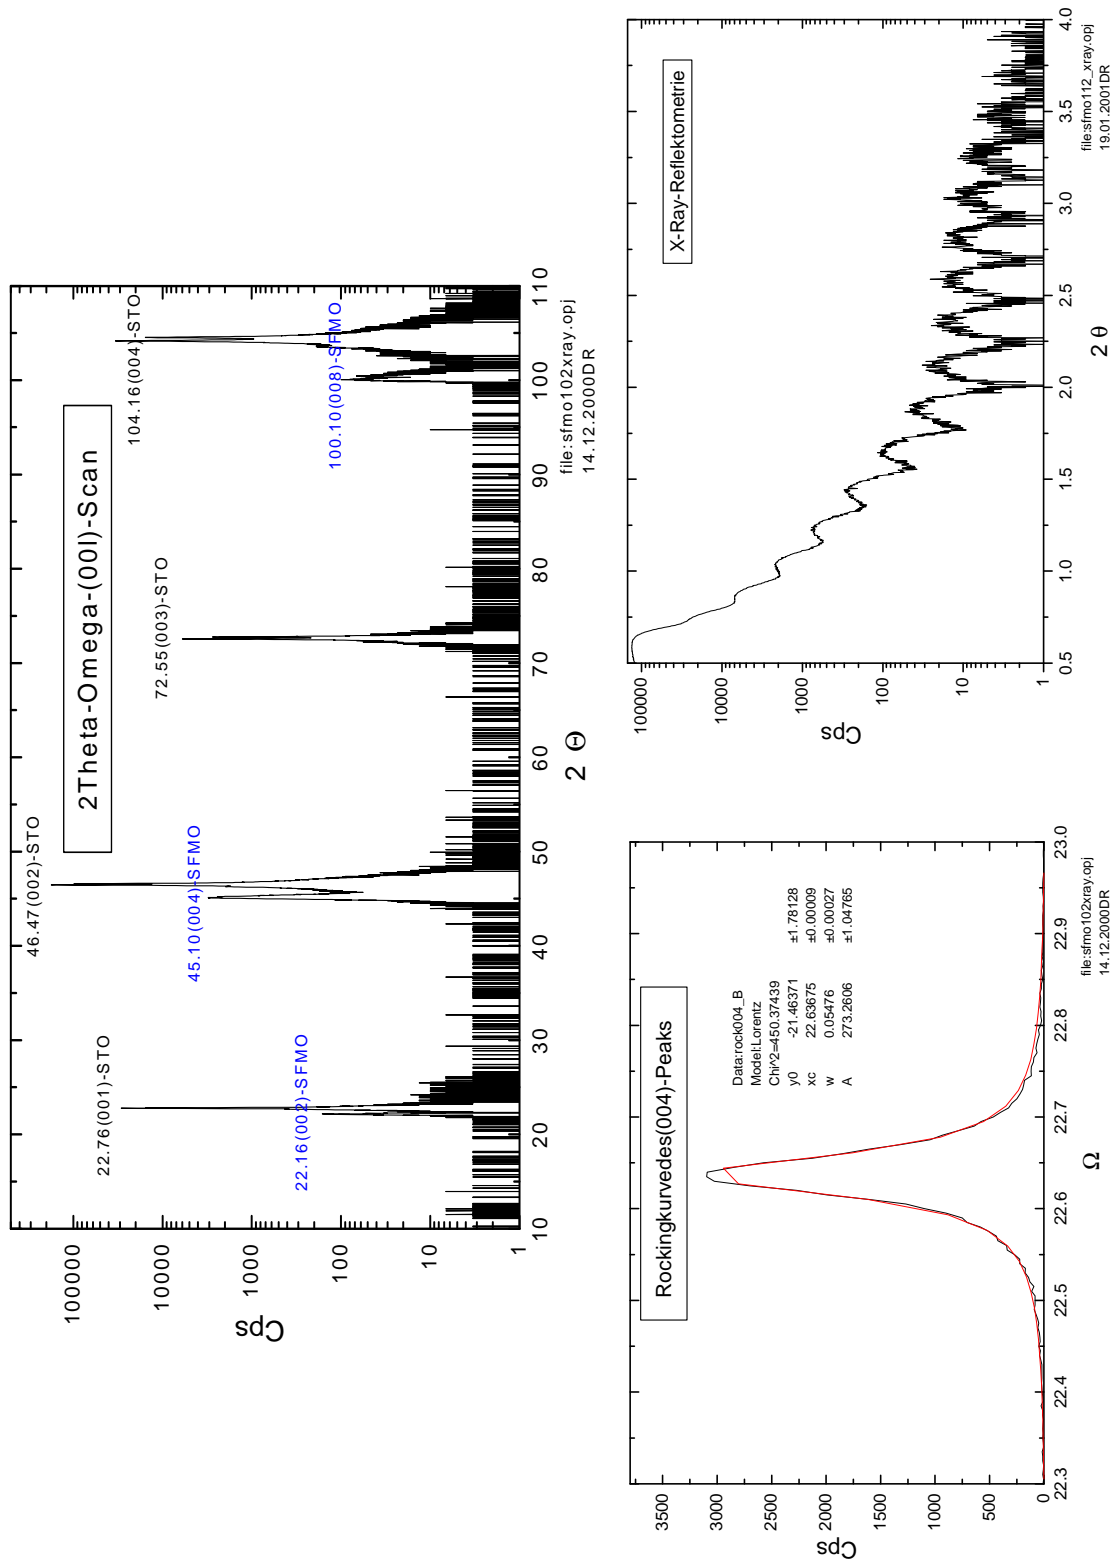 2Theta-Omega-(00l)-Scan
22.76(001)-STO
22.16(002)-SFMO
46.47(002)-STO
45.10(004)-SFMO
72.55(003)-STO
104.16(004)-STO
100.10(008)-SFMO
Cps
100000
10000
1000
100
10
1
10 20 30 40 50 60 70 80 90 100 110
2 Θ
file:sfmo102xray.opj
14.12.2000DR
Rockingkurvedes(004)-Peaks
Data:rock004_B
Model:Lorentz
Chi^2=450.37439
y0 -21.46371 ±1.78128
xc 22.63675 ±0.00009
w 0.05476 ±0.00027
A 273.2606 ±1.04765
Cps
3500
3000
2500
2000
1500
1000
500
0
22.3 22.4 22.5 22.6 22.7 22.8 22.9 23.0
Ω
file:sfmo102xray.opj
14.12.2000DR
X-Ray-Reflektometrie
Cps
100000
10000
1000
100
10
1
0.5 1.0 1.5 2.0 2.5 3.0 3.5 4.0
2 θ
file:sfmo112_xray.opj
19.01.2001DR